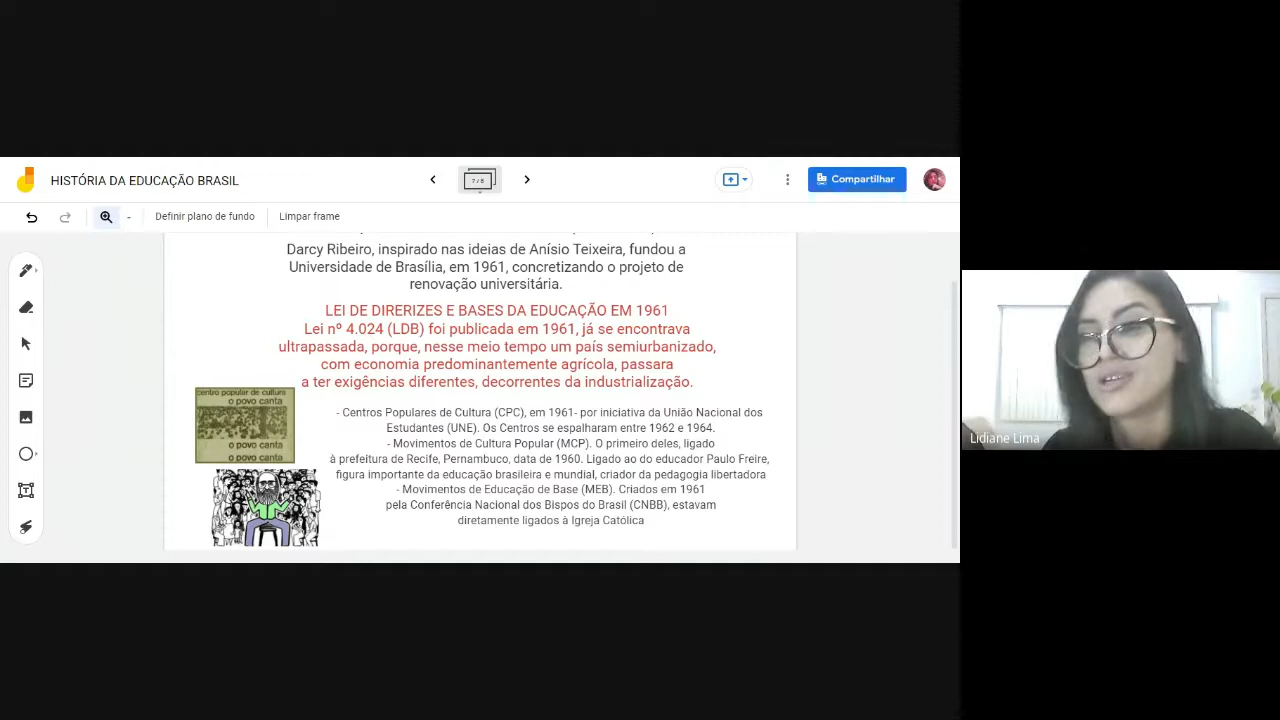 HISTÓRIA DA EDUCAÇÃO BRASIL
7 / 8
Compartilhar
Definir plano de fundo
Limpar frame
Darcy Ribeiro, inspirado nas ideias de Anísio Teixeira, fundou a
Universidade de Brasília, em 1961, concretizando o projeto de
renovação universitária.
LEI DE DIRERIZES E BASES DA EDUCAÇÃO EM 1961
Lei nº 4.024 (LDB) foi publicada em 1961, já se encontrava
ultrapassada, porque, nesse meio tempo um país semiurbanizado,
com economia predominantemente agrícola, passara
a ter exigências diferentes, decorrentes da industrialização.
centro popular de cultura
o povo canta
o povo canta
o povo canta
- Centros Populares de Cultura (CPC), em 1961- por iniciativa da União Nacional dos
Estudantes (UNE). Os Centros se espalharam entre 1962 e 1964.
- Movimentos de Cultura Popular (MCP). O primeiro deles, ligado
à prefeitura de Recife, Pernambuco, data de 1960. Ligado ao do educador Paulo Freire,
figura importante da educação brasileira e mundial, criador da pedagogia libertadora
- Movimentos de Educação de Base (MEB). Criados em 1961
pela Conferência Nacional dos Bispos do Brasil (CNBB), estavam
diretamente ligados à Igreja Católica
Lidiane Lima